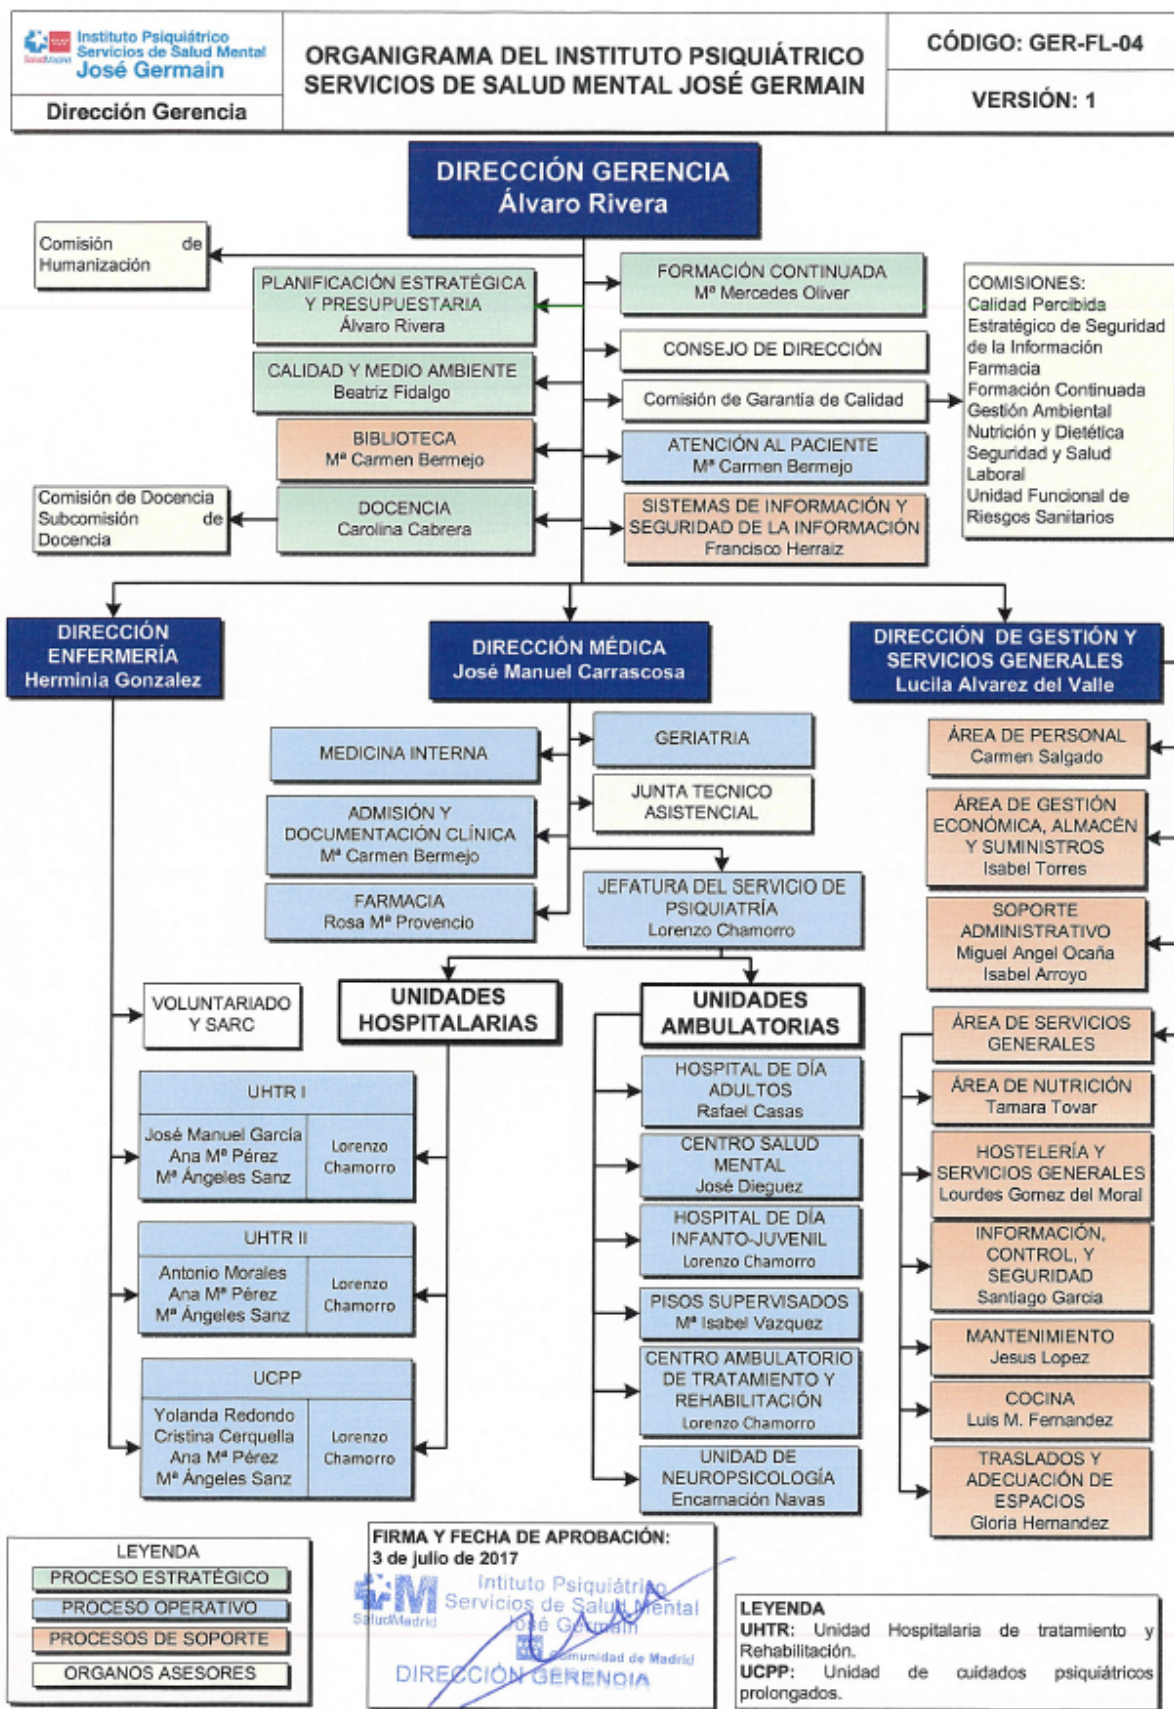 Instituto Psiquiátrico
Servicios de Salud Mental
José Germain
SaludMadrid
Dirección Gerencia
ORGANIGRAMA DEL INSTITUTO PSIQUIÁTRICO
SERVICIOS DE SALUD MENTAL JOSÉ GERMAIN
CÓDIGO: GER-FL-04
VERSIÓN: 1
DIRECCIÓN GERENCIA
Álvaro Rivera
Comisión de
Humanización
PLANIFICACIÓN ESTRATÉGICA
Y PRESUPUESTARIA
Álvaro Rivera
FORMACIÓN CONTINUADA
Mª Mercedes Oliver
CONSEJO DE DIRECCIÓN
CALIDAD Y MEDIO AMBIENTE
Beatriz Fidalgo
Comisión de Garantía de Calidad
COMISIONES:
Calidad Percibida
Estratégico de Seguridad
de la Información
Farmacia
Formación Continuada
Gestión Ambiental
Nutrición y Dietética
Seguridad y Salud
Laboral
Unidad Funcional de
Riesgos Sanitarios
BIBLIOTECA
Mª Carmen Bermejo
ATENCIÓN AL PACIENTE
Mª Carmen Bermejo
Comisión de Docencia
Subcomisión de
Docencia
DOCENCIA
Carolina Cabrera
SISTEMAS DE INFORMACIÓN Y
SEGURIDAD DE LA INFORMACIÓN
Francisco Herraiz
DIRECCIÓN
ENFERMERÍA
Herminia Gonzalez
DIRECCIÓN MÉDICA
José Manuel Carrascosa
DIRECCIÓN DE GESTIÓN Y
SERVICIOS GENERALES
Lucila Alvarez del Valle
MEDICINA INTERNA
GERIATRIA
JUNTA TECNICO
ASISTENCIAL
ADMISIÓN Y
DOCUMENTACIÓN CLÍNICA
Mª Carmen Bermejo
FARMACIA
Rosa Mª Provencio
JEFATURA DEL SERVICIO DE
PSIQUIATRÍA
Lorenzo Chamorro
ÁREA DE PERSONAL
Carmen Salgado
ÁREA DE GESTIÓN
ECONÓMICA, ALMACÉN
Y SUMINISTROS
Isabel Torres
SOPORTE
ADMINISTRATIVO
Miguel Angel Ocaña
Isabel Arroyo
VOLUNTARIADO
Y SARC
UNIDADES
HOSPITALARIAS
UNIDADES
AMBULATORIAS
ÁREA DE SERVICIOS
GENERALES
UHTR I
José Manuel García
Ana Mª Pérez
Mª Ángeles Sanz
Lorenzo
Chamorro
UHTR II
Antonio Morales
Ana Mª Pérez
Mª Ángeles Sanz
Lorenzo
Chamorro
UCPP
Yolanda Redondo
Cristina Cerquella
Ana Mª Pérez
Mª Ángeles Sanz
Lorenzo
Chamorro
HOSPITAL DE DÍA
ADULTOS
Rafael Casas
CENTRO SALUD
MENTAL
José Dieguez
HOSPITAL DE DÍA
INFANTO-JUVENIL
Lorenzo Chamorro
PISOS SUPERVISADOS
Mª Isabel Vazquez
CENTRO AMBULATORIO
DE TRATAMIENTO Y
REHABILITACIÓN
Lorenzo Chamorro
UNIDAD DE
NEUROPSICOLOGÍA
Encarnación Navas
ÁREA DE NUTRICIÓN
Tamara Tovar
HOSTELERÍA Y
SERVICIOS GENERALES
Lourdes Gomez del Moral
INFORMACIÓN,
CONTROL, Y
SEGURIDAD
Santiago Garcia
MANTENIMIENTO
Jesus Lopez
COCINA
Luis M. Fernandez
TRASLADOS Y
ADECUACIÓN DE
ESPACIOS
Gloria Hernandez
LEYENDA
PROCESO ESTRATÉGICO
PROCESO OPERATIVO
PROCESOS DE SOPORTE
ORGANOS ASESORES
FIRMA Y FECHA DE APROBACIÓN:
3 de julio de 2017
SaludMadrid
Intituto Psiquiátrico
Servicios de Salud Mental
José Germain
Comunidad de Madrid
DIRECCIÓN GERENCIA
LEYENDA
UHTR: Unidad Hospitalaria de tratamiento y
Rehabilitación.
UCPP: Unidad de cuidados psiquiátricos
prolongados.